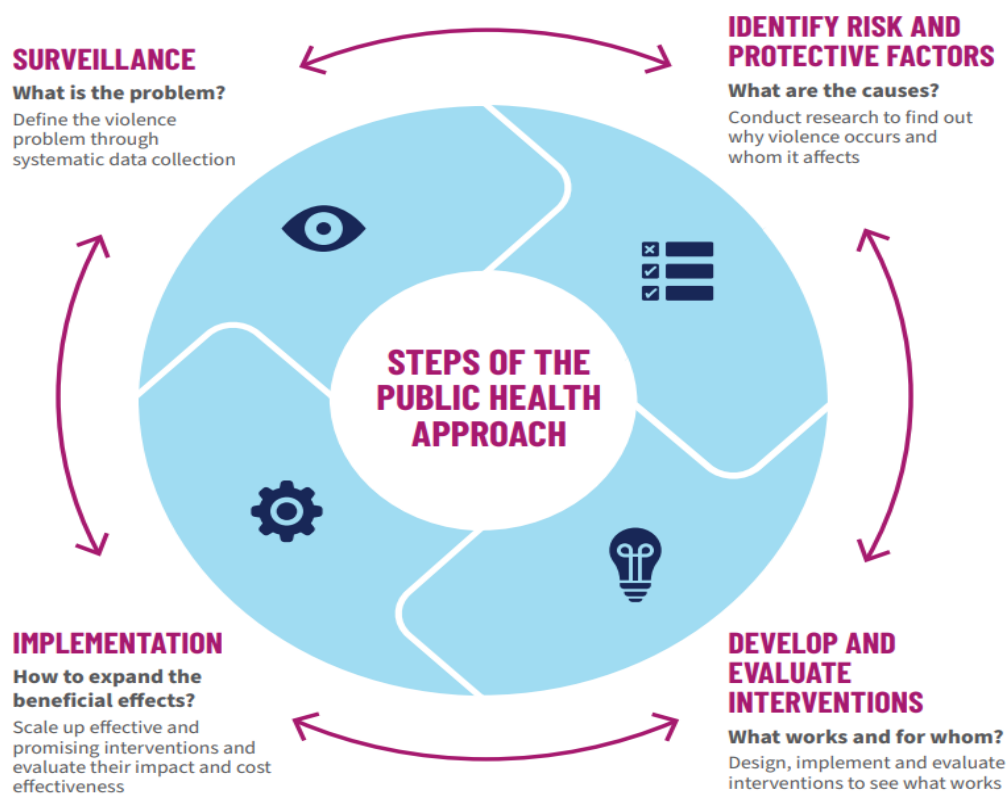 SURVEILLANCE
What is the problem?
Define the violence
problem through
systematic data collection
IDENTIFY RISK AND
PROTECTIVE FACTORS
What are the causes?
Conduct research to find out
why violence occurs and
whom it affects
STEPS OF THE
PUBLIC HEALTH
APPROACH
IMPLEMENTATION
How to expand the
beneficial effects?
Scale up effective and
promising interventions and
evaluate their impact and cost
effectiveness
DEVELOP AND
EVALUATE
INTERVENTIONS
What works and for whom?
Design, implement and evaluate
interventions to see what works